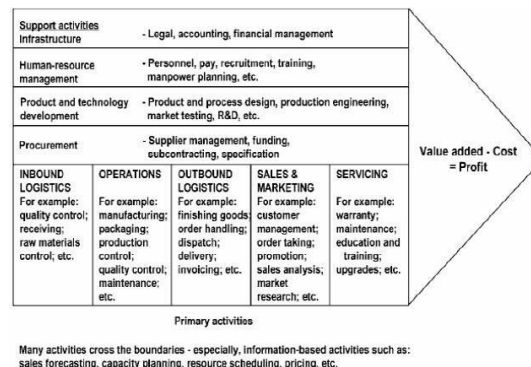 Support activities
Infrastructure - Legal, accounting, financial management
Human-resource - Personnel, pay, recruitment, training,
management manpower planning, etc.
Product and technology - Product and process design, production engineering,
development market testing, R&D, etc.
Procurement - Supplier management, funding,
subcontracting, specification
Value added - Cost
= Profit
INBOUND
LOGISTICS
For example:
quality control;
receiving;
raw materials
control; etc.
OPERATIONS
For example:
manufacturing;
packaging;
production
control;
quality control;
maintenance;
etc.
OUTBOUND
LOGISTICS
For example:
finishing goods;
order handling;
dispatch;
delivery;
invoicing; etc.
SALES &
MARKETING
For example:
customer
management;
order taking;
promotion;
sales analysis;
market
research; etc.
SERVICING
For example:
warranty;
maintenance;
education and
training;
upgrades; etc.
Primary activities
Many activities cross the boundaries - especially, information-based activities such as:
sales forecasting, capacity planning, resource scheduling, pricing, etc.